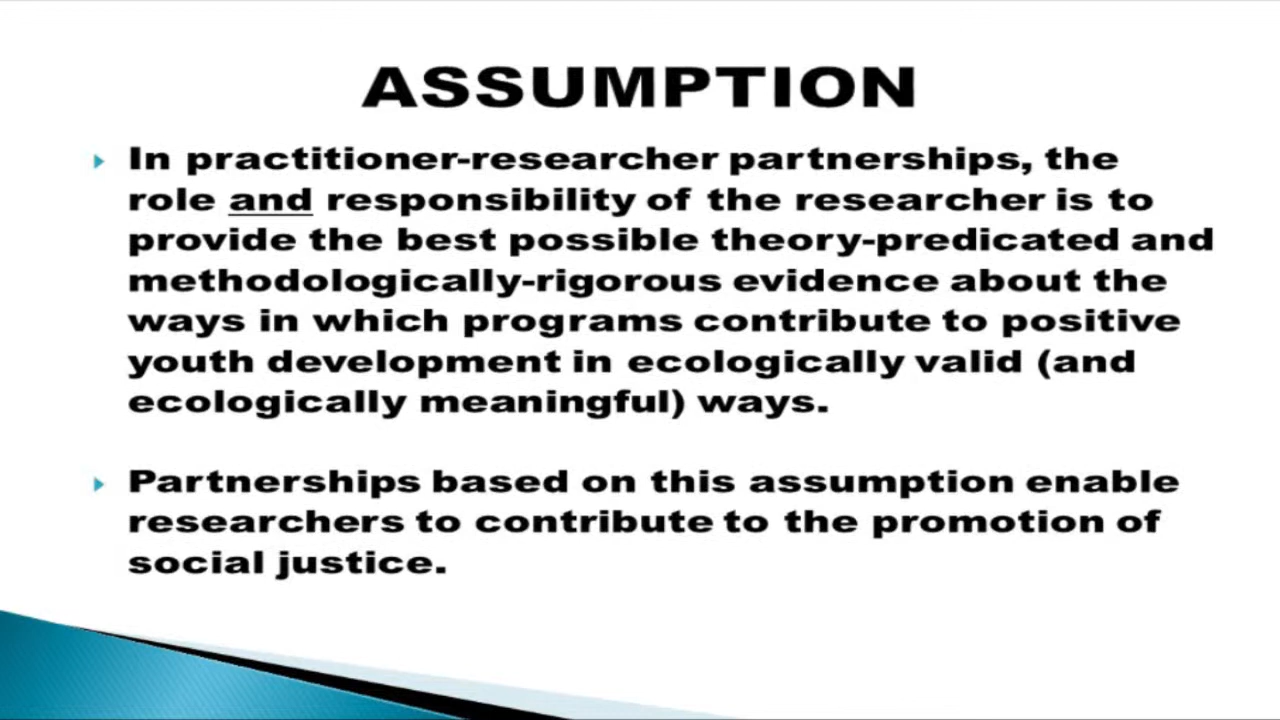 ASSUMPTION
In practitioner-researcher partnerships, the
role and responsibility of the researcher is to
provide the best possible theory-predicated and
methodologically-rigorous evidence about the
ways in which programs contribute to positive
youth development in ecologically valid (and
ecologically meaningful) ways.
Partnerships based on this assumption enable
researchers to contribute to the promotion of
social justice.